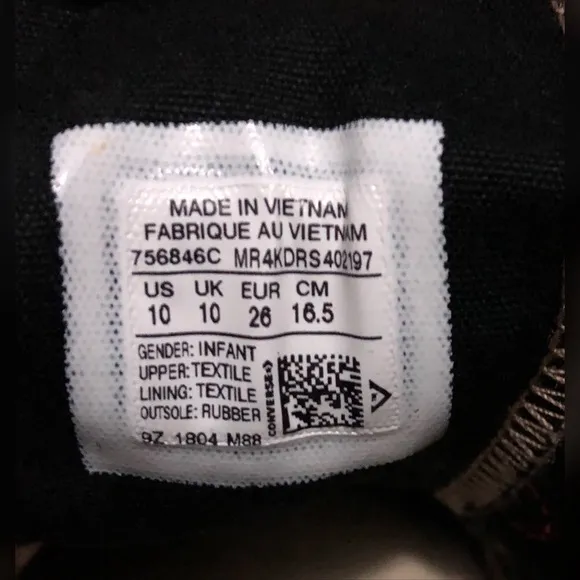 MADE IN VIETNAM
FABRIQUE AU VIETNAM
756846C MR4KDRS402197
US UK EUR CM
10 10 26 16.5
GENDER: INFANT
UPPER: TEXTILE
LINING: TEXTILE
OUTSOLE: RUBBER
CONVERSE
9Z 1804 M88